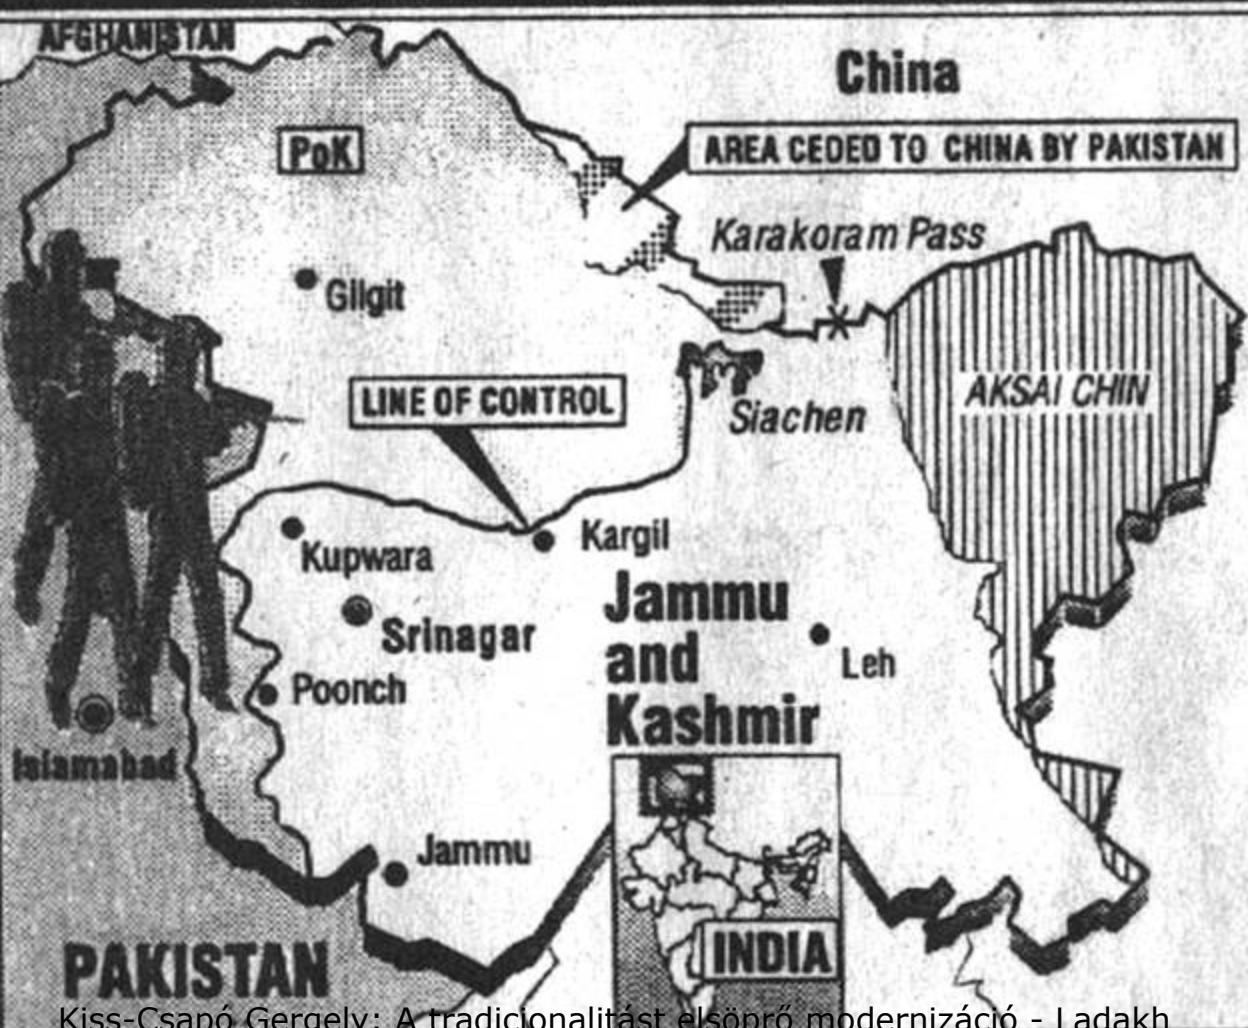 AFGHANISTAN
China
PoK
AREA CEDED TO CHINA BY PAKISTAN
Karakoram Pass
Gilgit
LINE OF CONTROL
AKSAI CHIN
Siachen
Kargil
Kupwara
Jammu
and
Kashmir
Srinagar
Leh
Poonch
Islamabad
Jammu
PAKISTAN
INDIA
Kiss-Csapó Gergely: A tradicionalitást elsöprő modernizáció - Ladakh